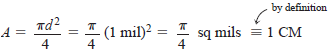 by definition
A = πd²/4 = π/4 (1 mil)² = π/4 sq mils ≡ 1 CM